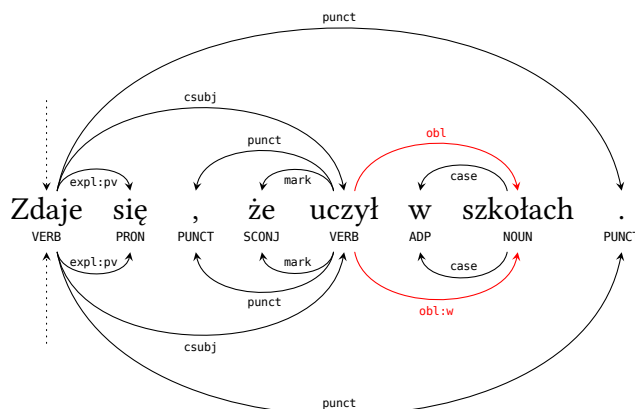 punct
csubj
obl
punct
expl:pv mark case
Zdaje się , że uczył w szkołach .
VERB PRON PUNCT SCONJ VERB ADP NOUN PUNCT
expl:pv mark case
punct
obl:w
csubj
punct